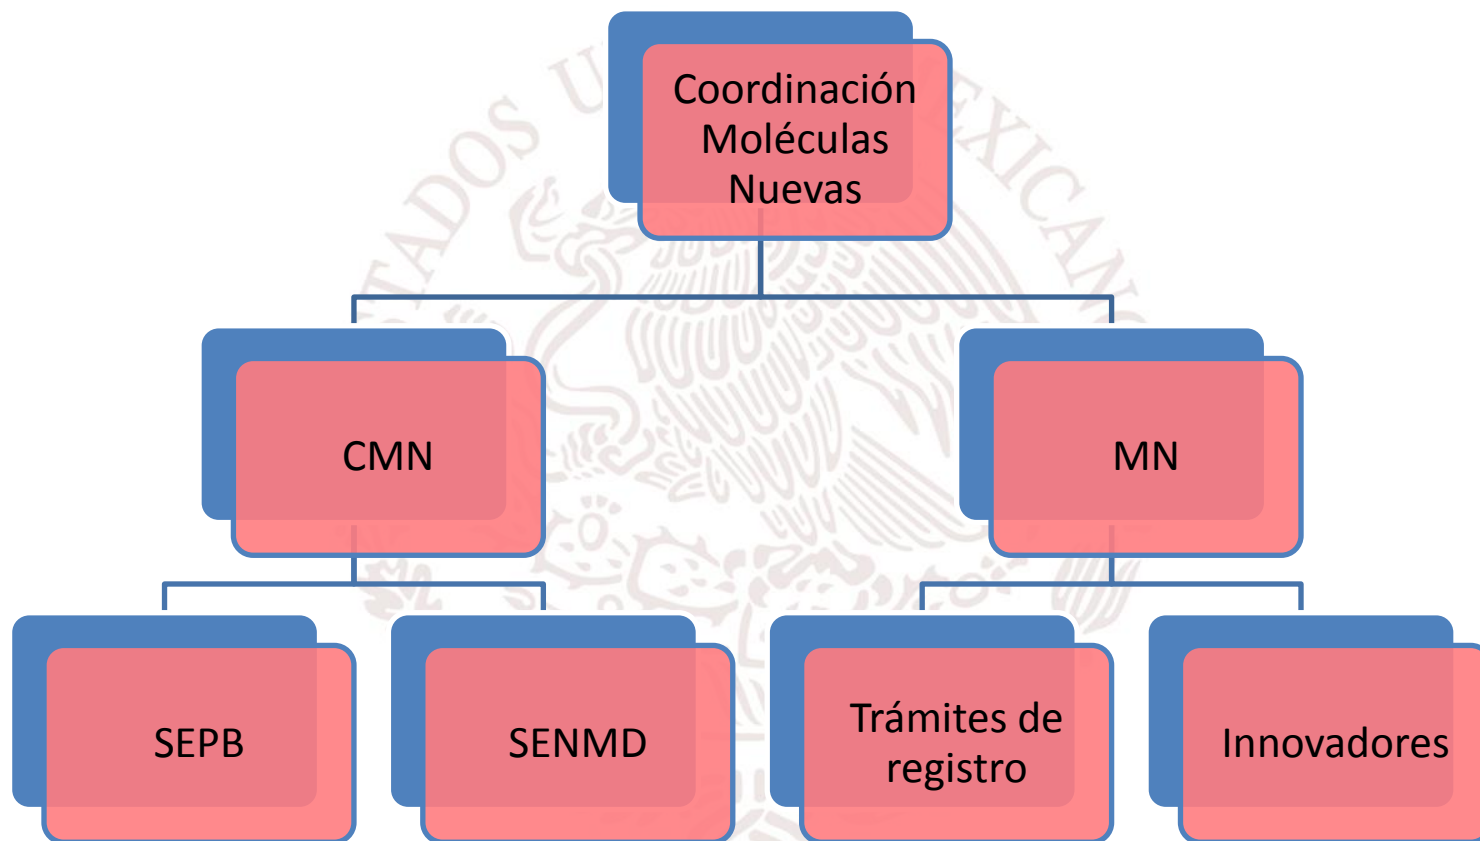 Coordinación
Moléculas
Nuevas
CMN
MN
SEPB
SENMD
Trámites de
registro
Innovadores